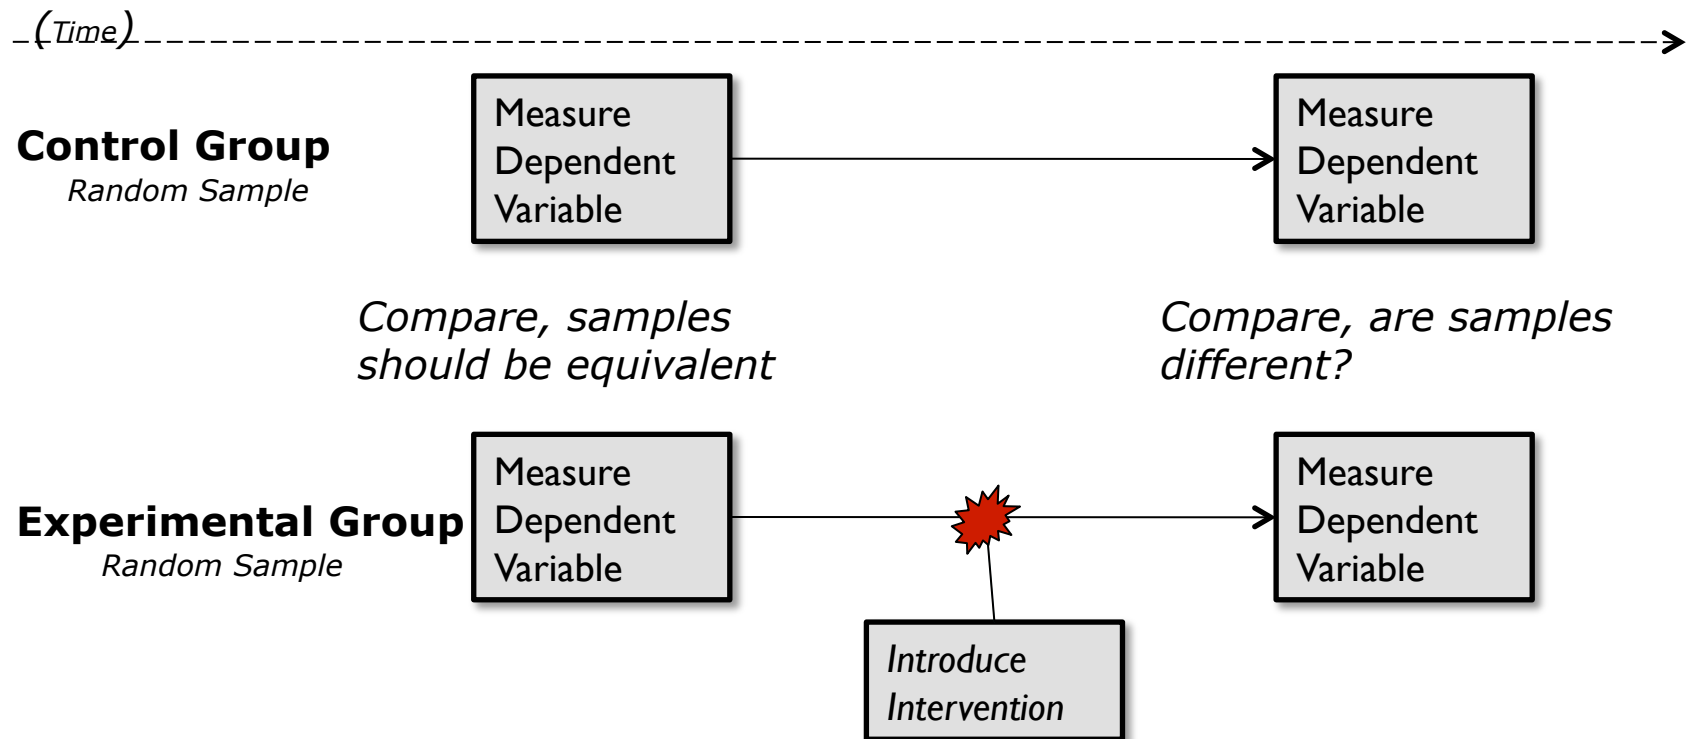 (Time)
Control Group
Random Sample
Measure
Dependent
Variable
Measure
Dependent
Variable
Compare, samples
should be equivalent
Compare, are samples
different?
Experimental Group
Random Sample
Measure
Dependent
Variable
Measure
Dependent
Variable
Introduce
Intervention